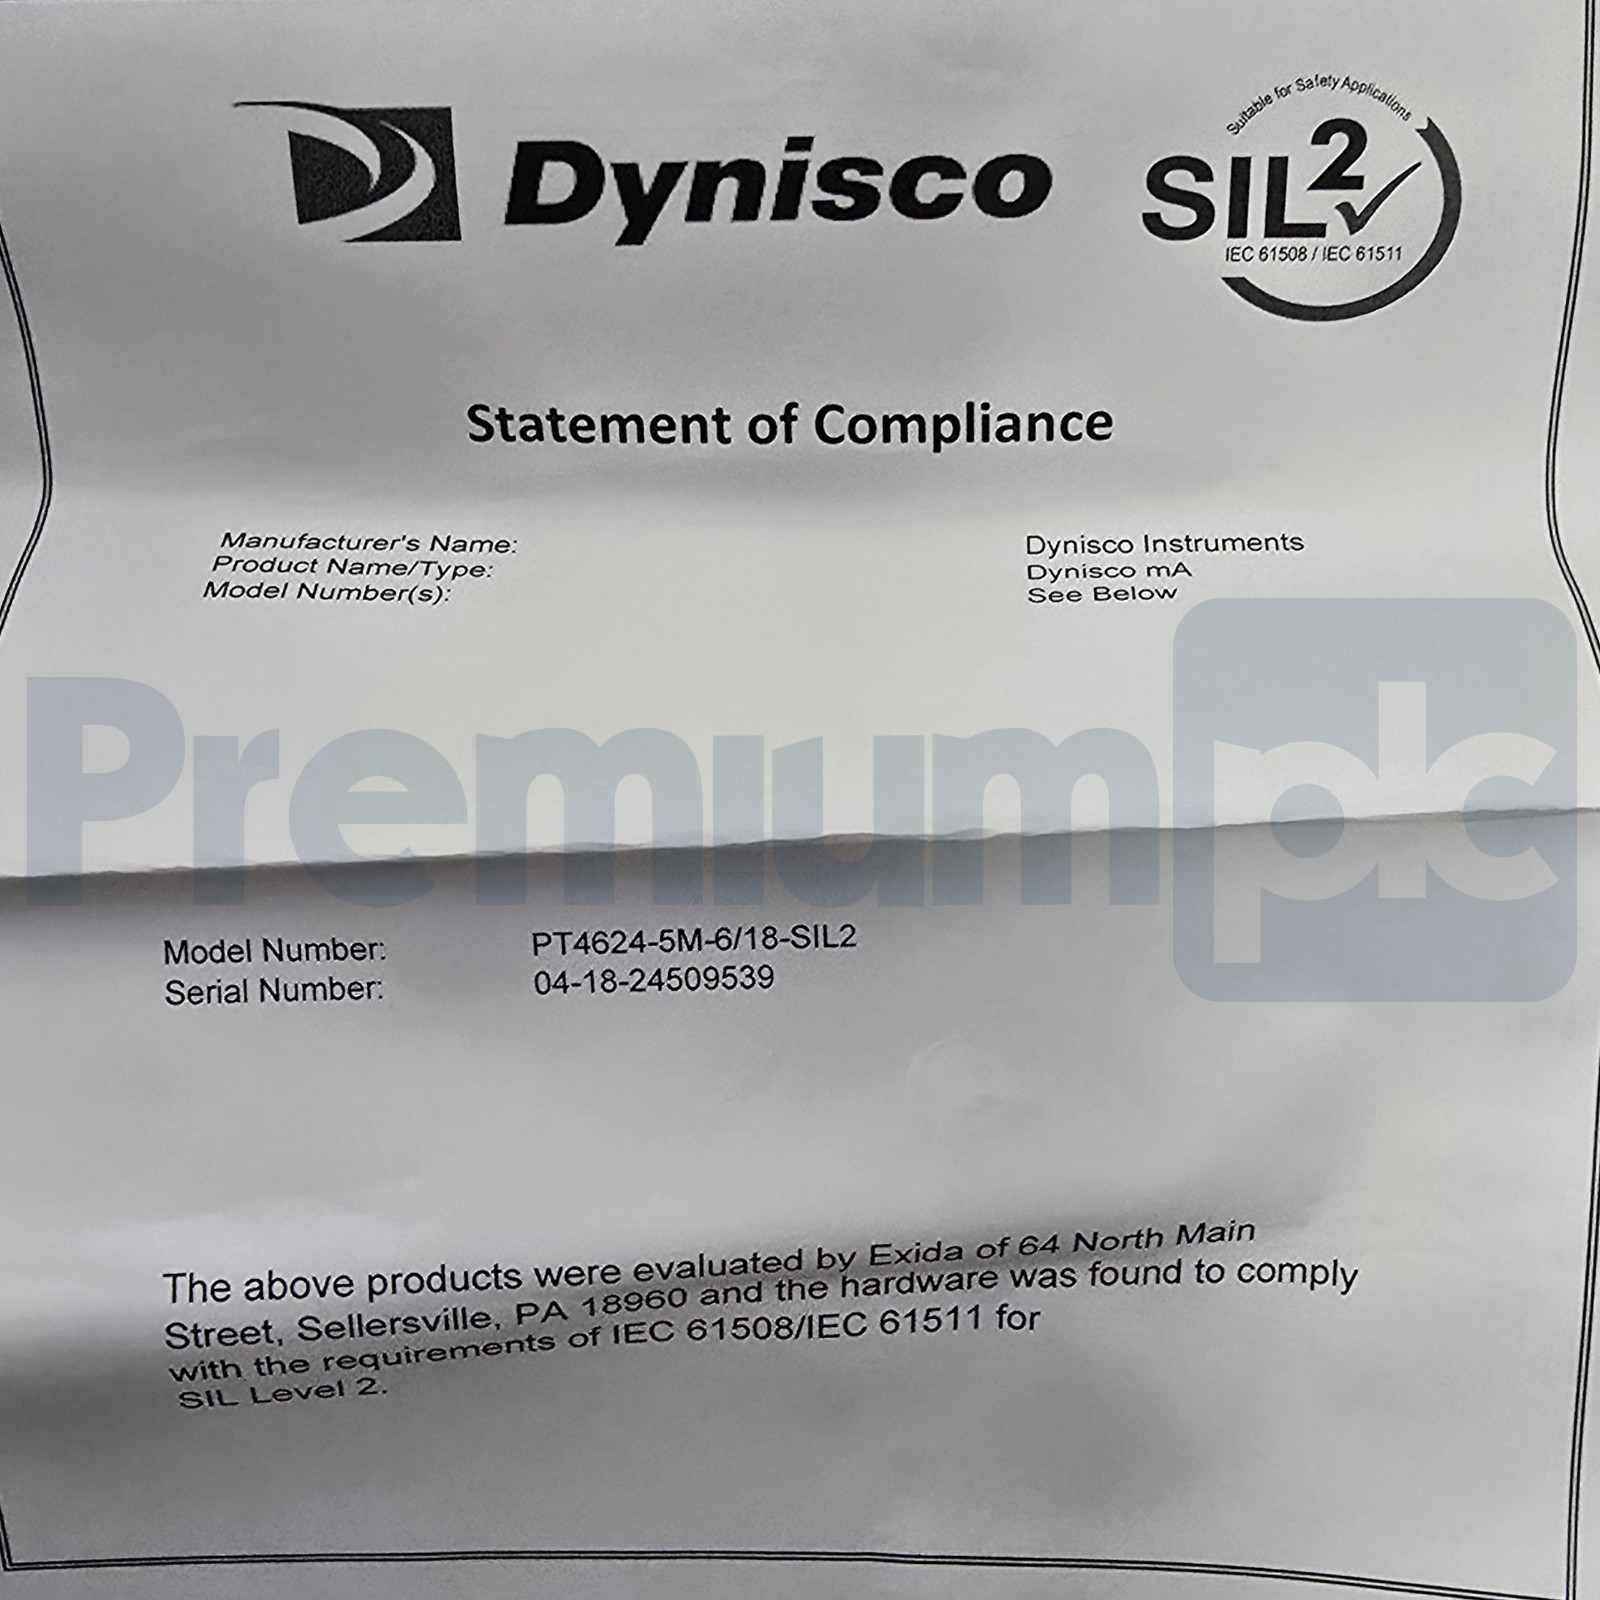 Dynisco
Suitable for Safety Applications
SIL2
IEC 61508 / IEC 61511
Statement of Compliance
Manufacturer's Name: Dynisco Instruments
Product Name/Type: Dynisco mA
Model Number(s): See Below
Premiumplc
Model Number: PT4624-5M-6/18-SIL2
Serial Number: 04-18-24509539
The above products were evaluated by Exida of 64 North Main
Street, Sellersville, PA 18960 and the hardware was found to comply
with the requirements of IEC 61508/IEC 61511 for
SIL Level 2.